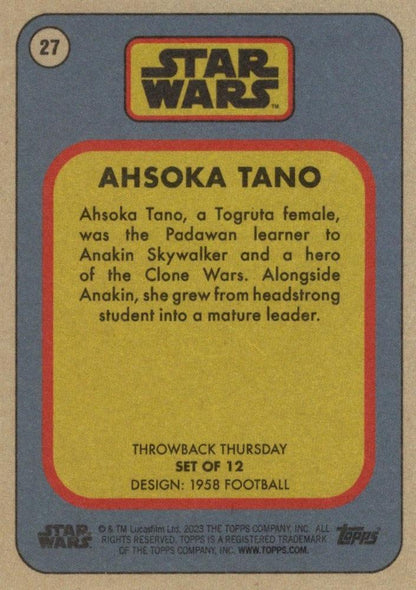 27
STAR
WARS™
AHSOKA TANO
Ahsoka Tano, a Togruta female,
was the Padawan learner to
Anakin Skywalker and a hero
of the Clone Wars. Alongside
Anakin, she grew from headstrong
student into a mature leader.
THROWBACK THURSDAY
SET OF 12
DESIGN: 1958 FOOTBALL
STAR
WARS
© & TM Lucasfilm Ltd. 2023 THE TOPPS COMPANY, INC. ALL
RIGHTS RESERVED. TOPPS IS A REGISTERED TRADEMARK
OF THE TOPPS COMPANY, INC. WWW.TOPPS.COM.
Topps